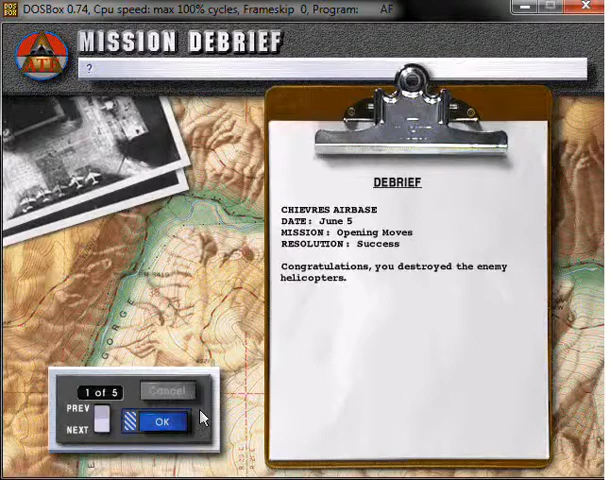 DOSBox 0.74, Cpu speed: max 100% cycles, Frameskip 0, Program: AF
ATI
MISSION DEBRIEF
?
DEBRIEF
CHIEVRES AIRBASE
DATE: June 5
MISSION: Opening Moves
RESOLUTION: Success
Congratulations, you destroyed the enemy
helicopters.
GORGE
1 of 5
Cancel
PREV
NEXT
OK